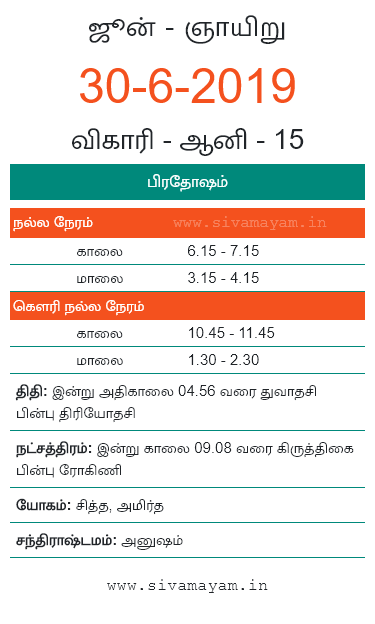 ஜூன் - ஞாயிறு
30-6-2019
விகாரி - ஆனி - 15
பிரதோஷம்
நல்ல நேரம் www.sivamayam.in
காலை 6.15 - 7.15
மாலை 3.15 - 4.15
கௌரி நல்ல நேரம்
காலை 10.45 - 11.45
மாலை 1.30 - 2.30
திதி: இன்று அதிகாலை 04.56 வரை துவாதசி
பின்பு திரியோதசி
நட்சத்திரம்: இன்று காலை 09.08 வரை கிருத்திகை
பின்பு ரோகிணி
யோகம்: சித்த, அமிர்த
சந்திராஷ்டமம்: அனுஷம்
www.sivamayam.in